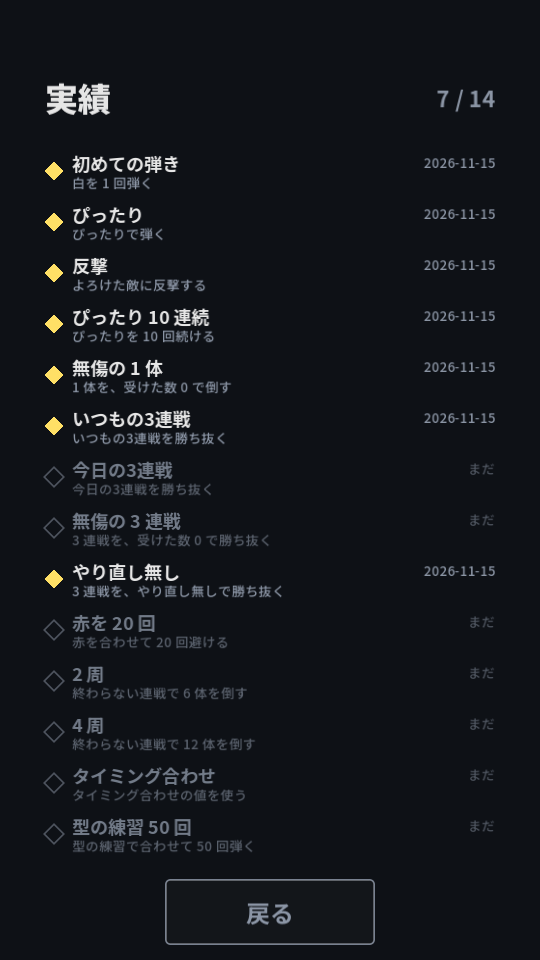 実績
7 / 14
初めての弾き
2026-11-15
白を 1 回弾く
ぴったり
2026-11-15
ぴったりで弾く
反撃
2026-11-15
よろけた敵に反撃する
ぴったり 10 連続
2026-11-15
ぴったりを 10 回続ける
無傷の 1 体
2026-11-15
1 体を、受けた数 0 で倒す
いつもの3連戦
2026-11-15
いつもの3連戦を勝ち抜く
今日の3連戦
まだ
今日の3連戦を勝ち抜く
無傷の 3 連戦
まだ
3 連戦を、受けた数 0 で勝ち抜く
やり直し無し
2026-11-15
3 連戦を、やり直し無しで勝ち抜く
赤を 20 回
まだ
赤を合わせて 20 回避ける
2 周
まだ
終わらない連戦で 6 体を倒す
4 周
まだ
終わらない連戦で 12 体を倒す
タイミング合わせ
まだ
タイミング合わせの値を使う
型の練習 50 回
まだ
型の練習で合わせて 50 回弾く
戻る